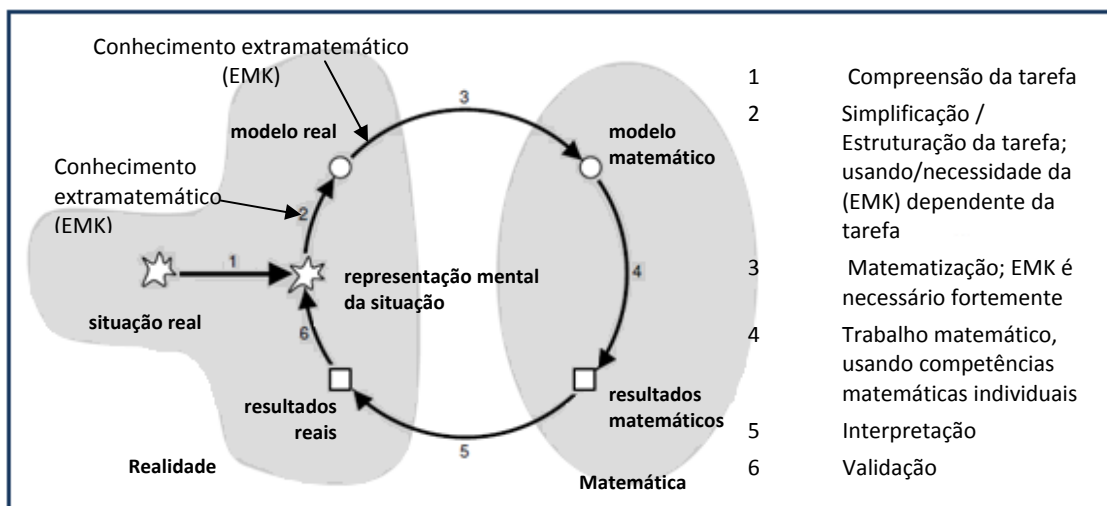 Conhecimento extramatemático
(EMK)
modelo real
3
modelo
matemático
Conhecimento
extramatemático
(EMK)
2
1
representação mental
da situação
4
situação real
6
resultados
reais
resultados
matemáticos
5
Realidade
Matemática
1 Compreensão da tarefa
2 Simplificação /
Estruturação da tarefa;
usando/necessidade da
(EMK) dependente da
tarefa
3 Matematização; EMK é
necessário fortemente
4 Trabalho matemático,
usando competências
matemáticas individuais
5 Interpretação
6 Validação